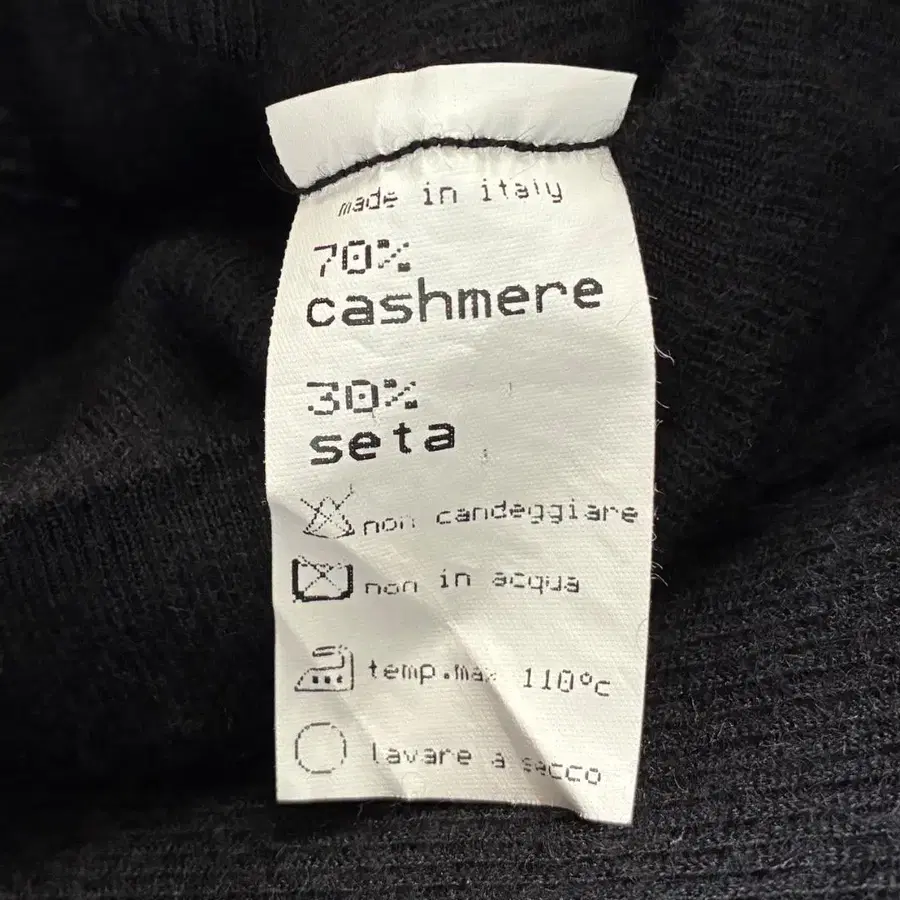 made in italy
70%
cashmere
30%
seta
non candeggiare
non in acqua
temp.max 110°c
lavare a secco